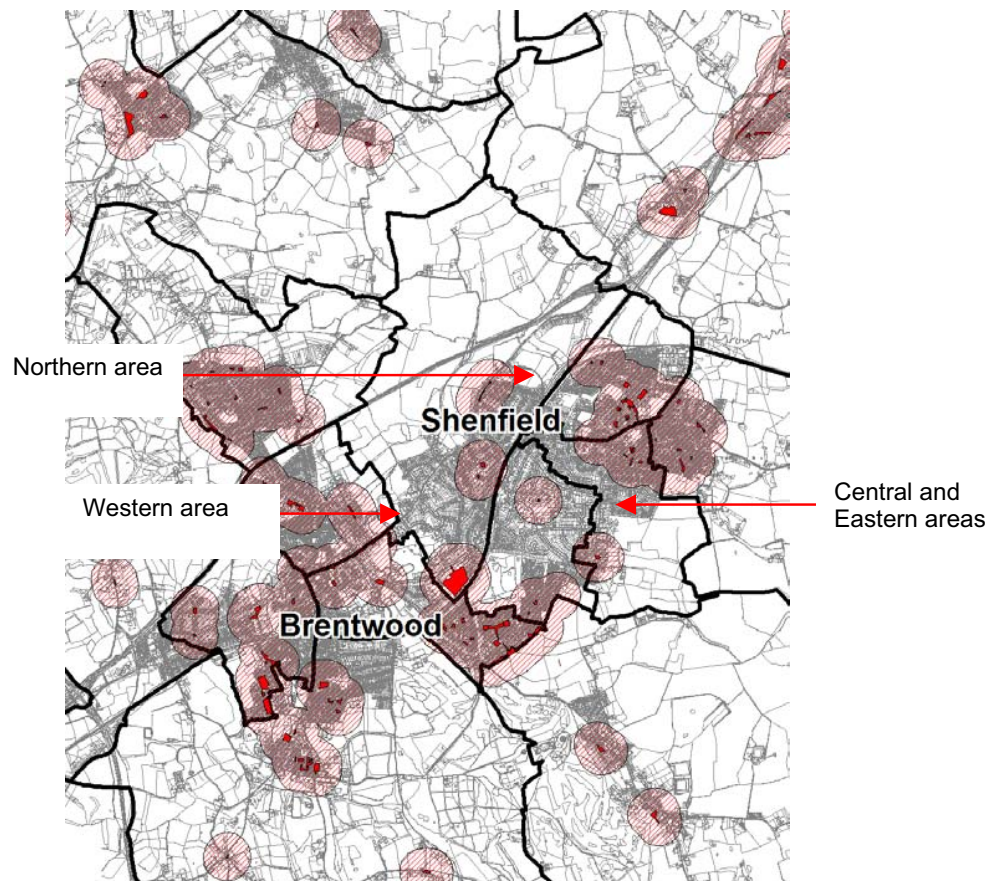 Northern area
Shenfield
Western area
Central and
Eastern areas
Brentwood